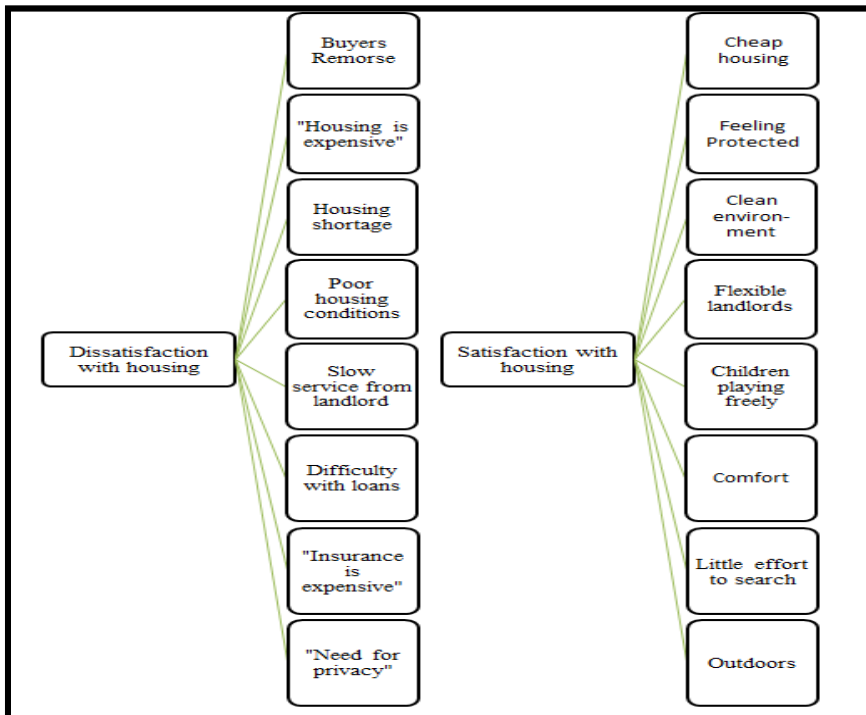 Dissatisfaction
with housing
Buyers
Remorse
"Housing is
expensive"
Housing
shortage
Poor
housing
conditions
Slow
service from
landlord
Difficulty
with loans
"Insurance
is
expensive"
"Need for
privacy"
Satisfaction with
housing
Cheap
housing
Feeling
Protected
Clean
environ-
ment
Flexible
landlords
Children
playing
freely
Comfort
Little effort
to search
Outdoors